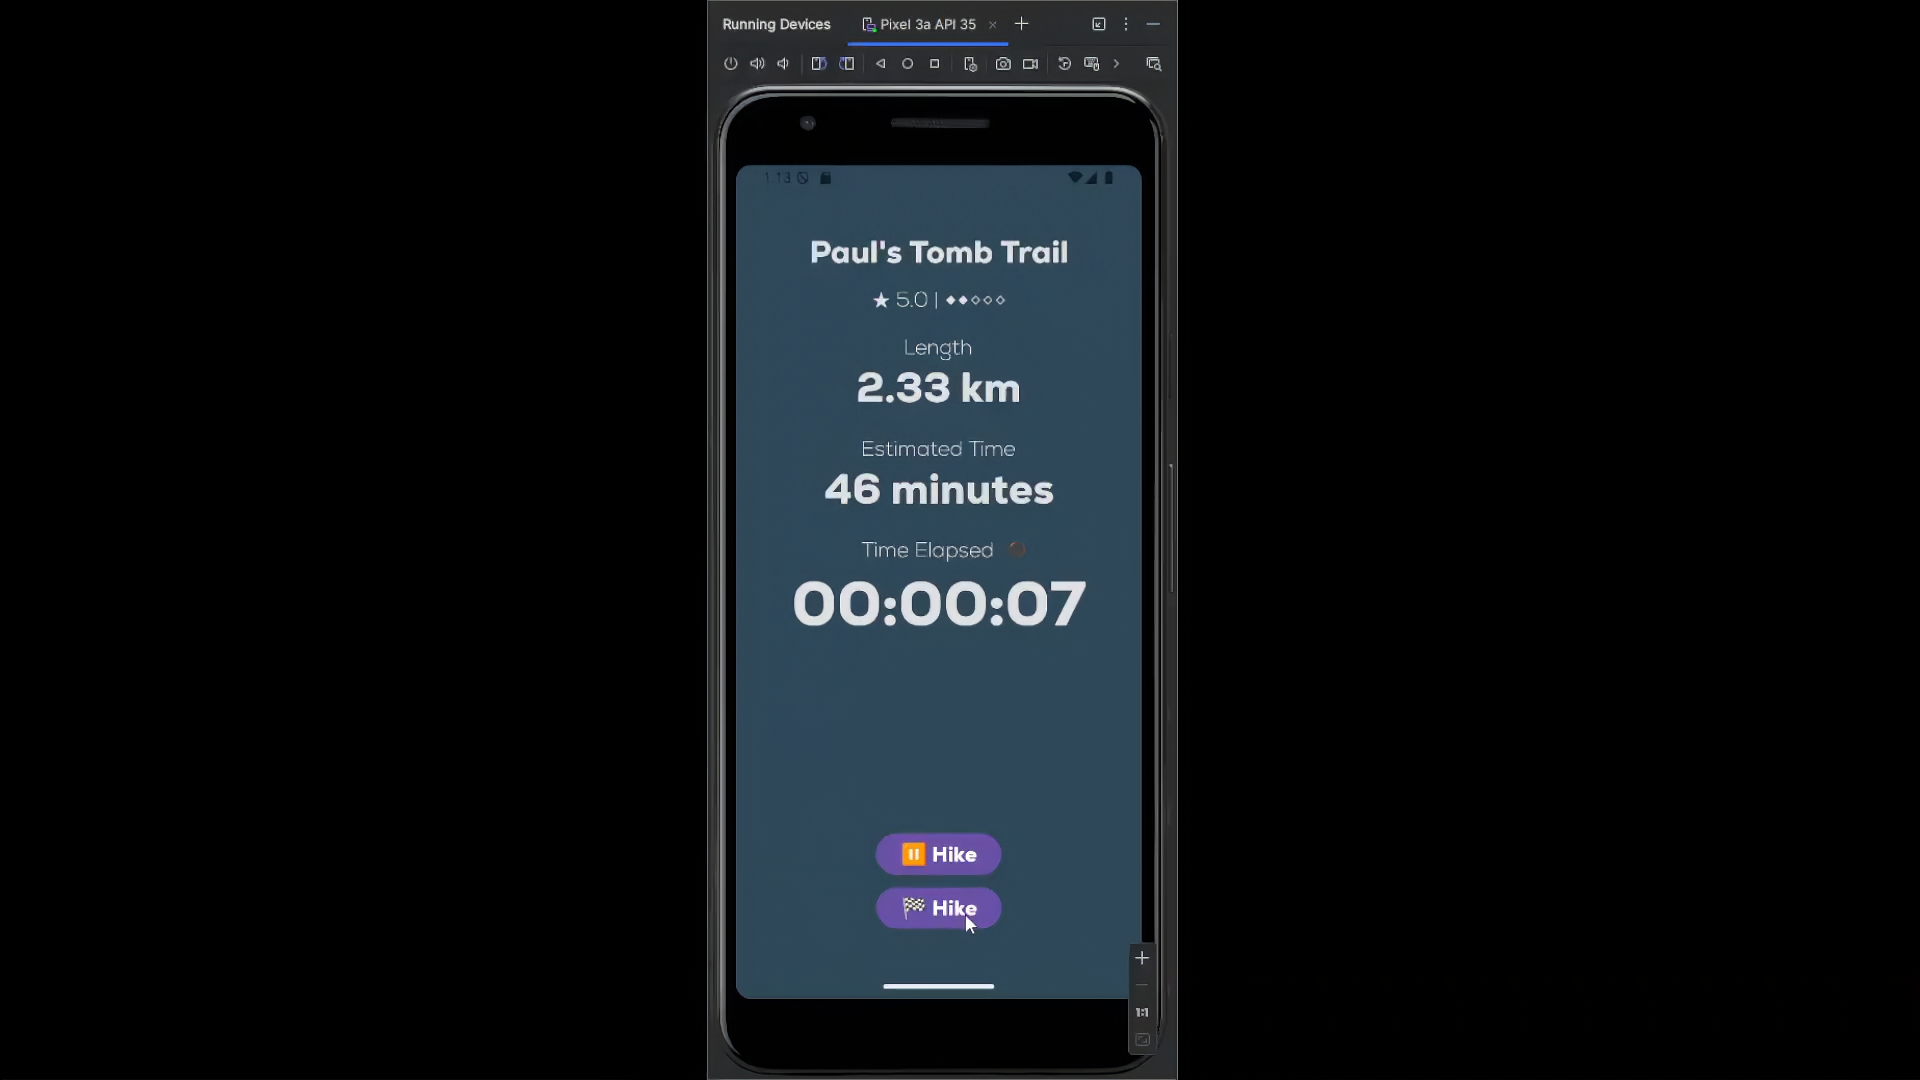 Running Devices
Pixel 3a API 35
1:13
Paul's Tomb Trail
★ 5.0 | ◆◆◇◇◇
Length
2.33 km
Estimated Time
46 minutes
Time Elapsed
00:00:07
Hike
Hike
1:1